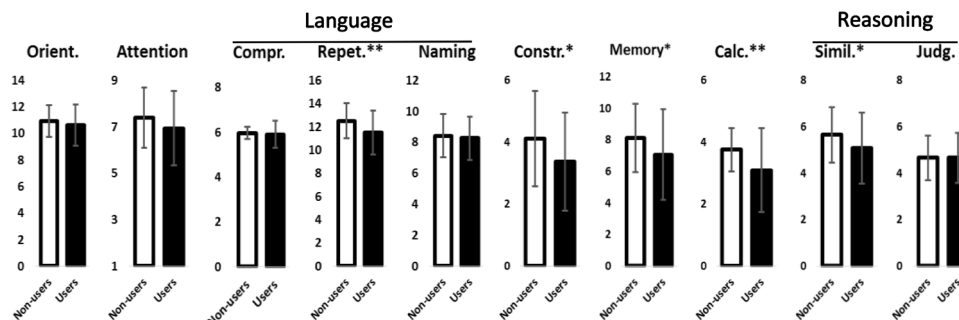 Language
Reasoning
Orient.
Attention
Compr.
Repet.**
Naming
Constr.*
Memory*
Calc.**
Simil.*
Judg.
14
12
10
8
6
4
2
0
Non-users
Users
9
7
5
3
1
Non-users
Users
8
6
4
2
0
Non-users
Users
16
14
12
10
8
6
4
2
0
Non-users
Users
12
10
8
6
4
2
0
Non-users
Users
6
4
2
0
Non-users
Users
12
10
8
6
4
2
0
Non-users
Users
6
4
2
0
Non-users
Users
8
6
4
2
0
Non-users
Users
8
6
4
2
0
Non-users
Users